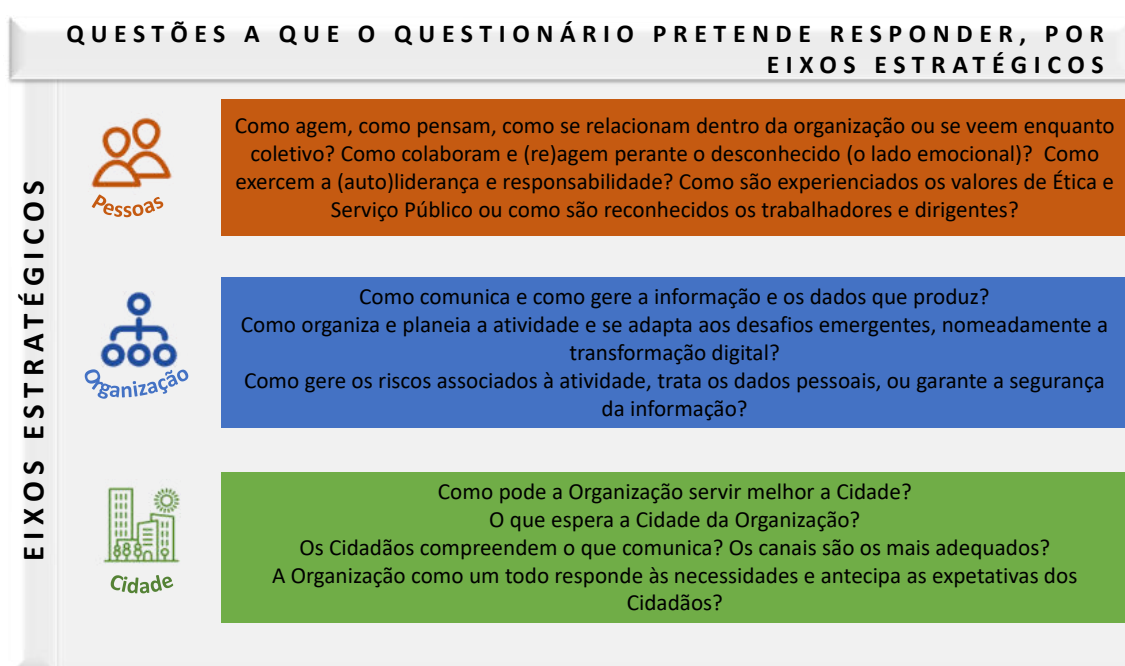 QUESTÕES A QUE O QUESTIONÁRIO PRETENDE RESPONDER, POR
EIXOS ESTRATÉGICOS
EIXOS ESTRATÉGICOS
Pessoas
Como agem, como pensam, como se relacionam dentro da organização ou se veem enquanto
coletivo? Como colaboram e (re)agem perante o desconhecido (o lado emocional)? Como
exercem a (auto)liderança e responsabilidade? Como são experienciados os valores de Ética e
Serviço Público ou como são reconhecidos os trabalhadores e dirigentes?
Organização
Como comunica e como gere a informação e os dados que produz?
Como organiza e planeia a atividade e se adapta aos desafios emergentes, nomeadamente a
transformação digital?
Como gere os riscos associados à atividade, trata os dados pessoais, ou garante a segurança
da informação?
Cidade
Como pode a Organização servir melhor a Cidade?
O que espera a Cidade da Organização?
Os Cidadãos compreendem o que comunica? Os canais são os mais adequados?
A Organização como um todo responde às necessidades e antecipa as expetativas dos
Cidadãos?